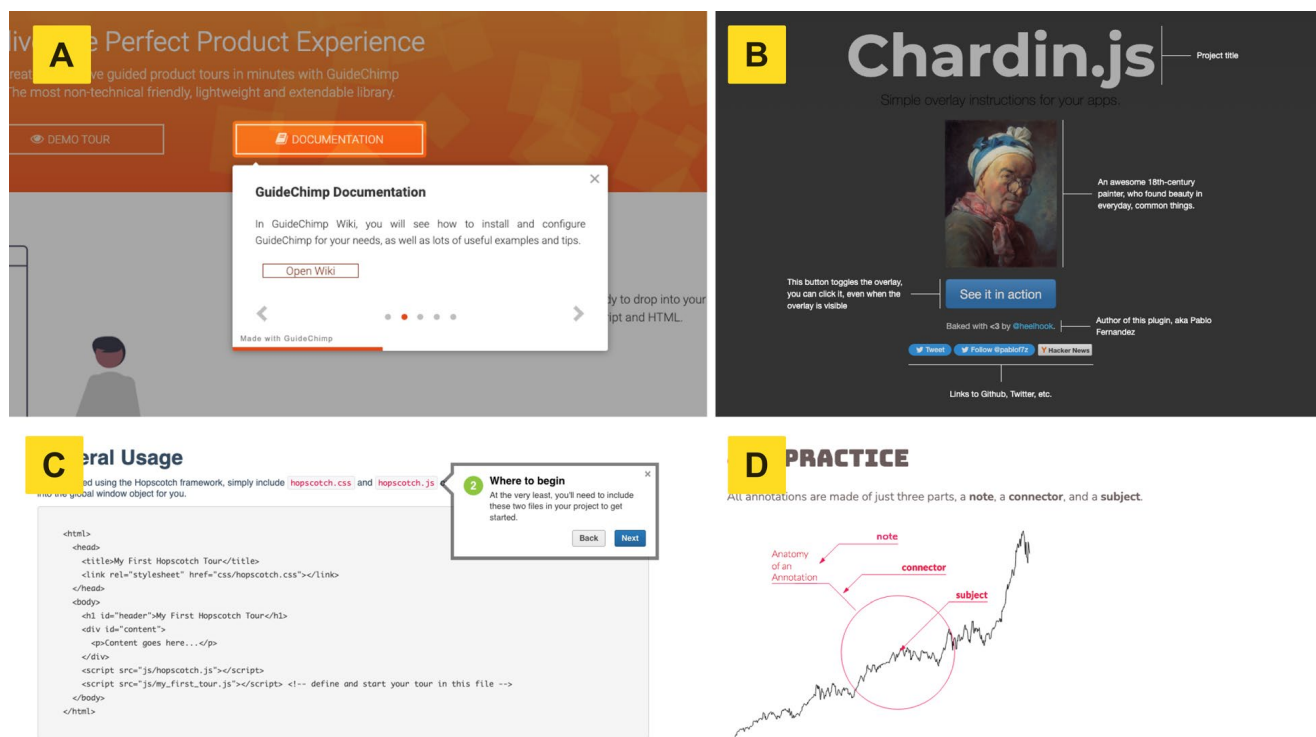 A
Perfect Product Experience
guided product tours in minutes with GuideChimp
The most non-technical friendly, lightweight and extendable library.
DEMO TOUR
DOCUMENTATION
GuideChimp Documentation
In GuideChimp Wiki, you will see how to install and configure
GuideChimp for your needs, as well as lots of useful examples and tips.
Open Wiki
to drop into your
and HTML.
Made with GuideChimp
B
Chardin.js
Project title
Simple overlay instructions for your apps.
An awesome 18th-century
painter, who found beauty in
everyday, common things.
This button toggles the overlay,
you can click it, even when the
overlay is visible
See it in action
Baked with <3 by @heelhook.
Author of this plugin, aka Pablo
Fernandez
Tweet
Follow @pablof7z
Y Hacker News
Links to Github, Twitter, etc.
C
Usage
using the Hopscotch framework, simply include hopscotch.css and hopscotch.js
into the global window object for you.
2
Where to begin
At the very least, you'll need to include
these two files in your project to get
started.
Back
Next
<html>
<head>
<title>My First Hopscotch Tour</title>
<link rel="stylesheet" href="css/hopscotch.css"></link>
</head>
<body>
<h1 id="header">My First Hopscotch Tour</h1>
<div id="content">
<p>Content goes here...</p>
</div>
<script src="js/hopscotch.js"></script>
<script src="js/my_first_tour.js"></script> <!-- define and start your tour in this file -->
</body>
</html>
D
PRACTICE
All annotations are made of just three parts, a note, a connector, and a subject.
note
Anatomy
of an
Annotation
connector
subject